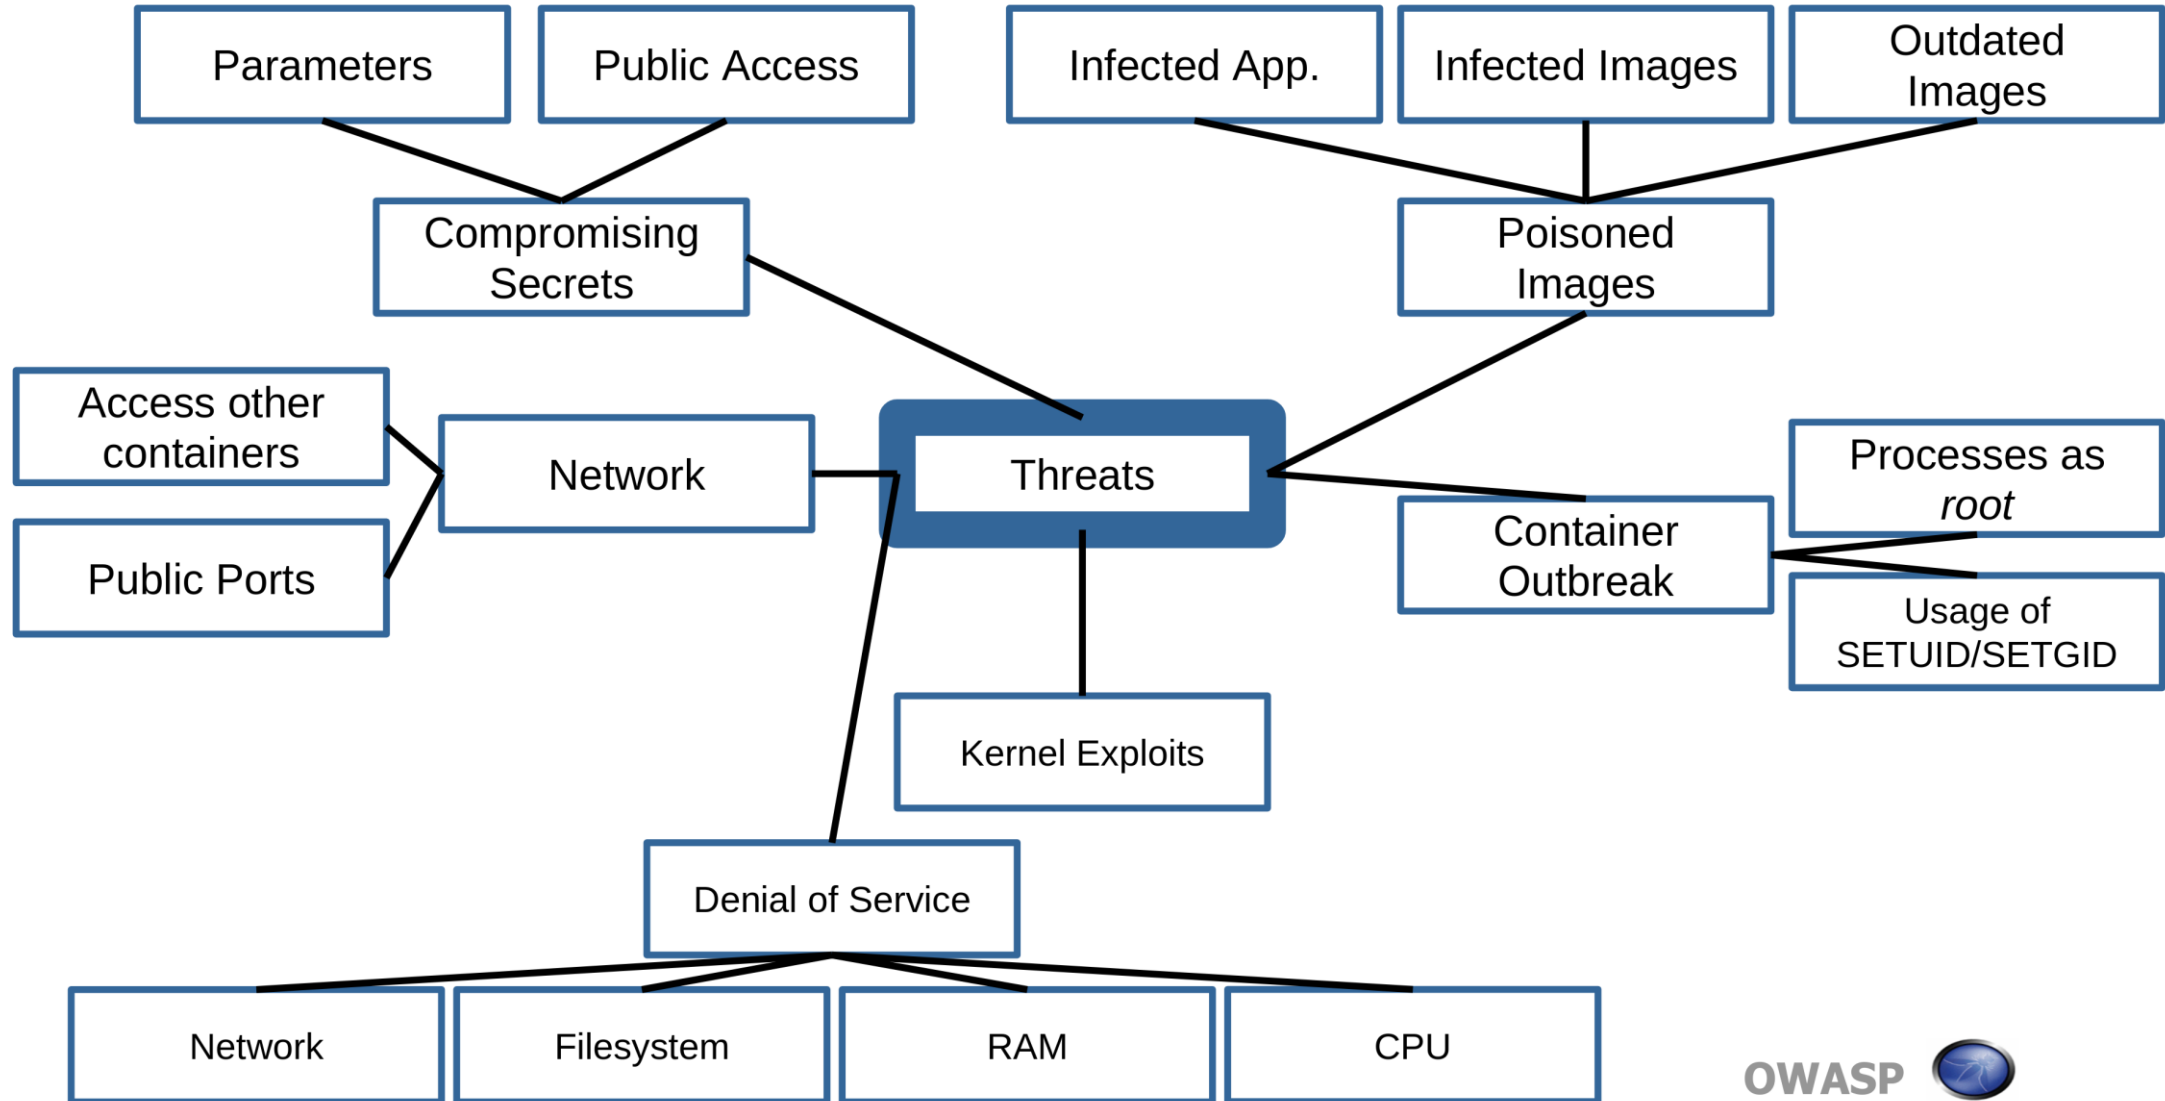 Parameters
Public Access
Infected App.
Infected Images
Outdated
Images
Compromising
Secrets
Poisoned
Images
Access other
containers
Network
Threats
Processes as
root
Public Ports
Container
Outbreak
Usage of
SETUID/SETGID
Kernel Exploits
Denial of Service
Network
Filesystem
RAM
CPU
OWASP